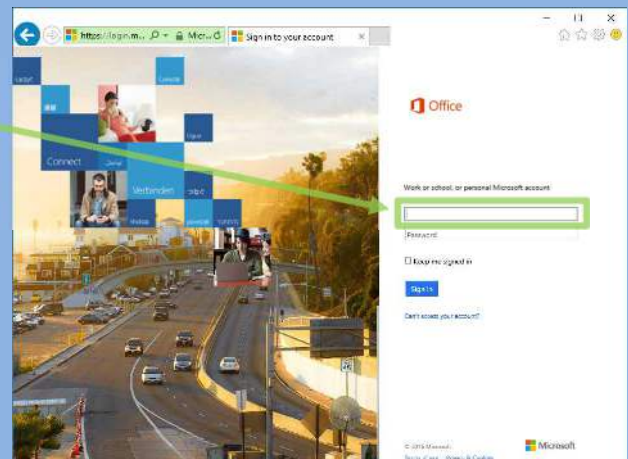 https://login.m...
Micr...
Sign in to your account
Connect
Verbinden
Office
Work or school, or personal Microsoft account
Password
Keep me signed in
Sign in
Can't access your account?
Microsoft